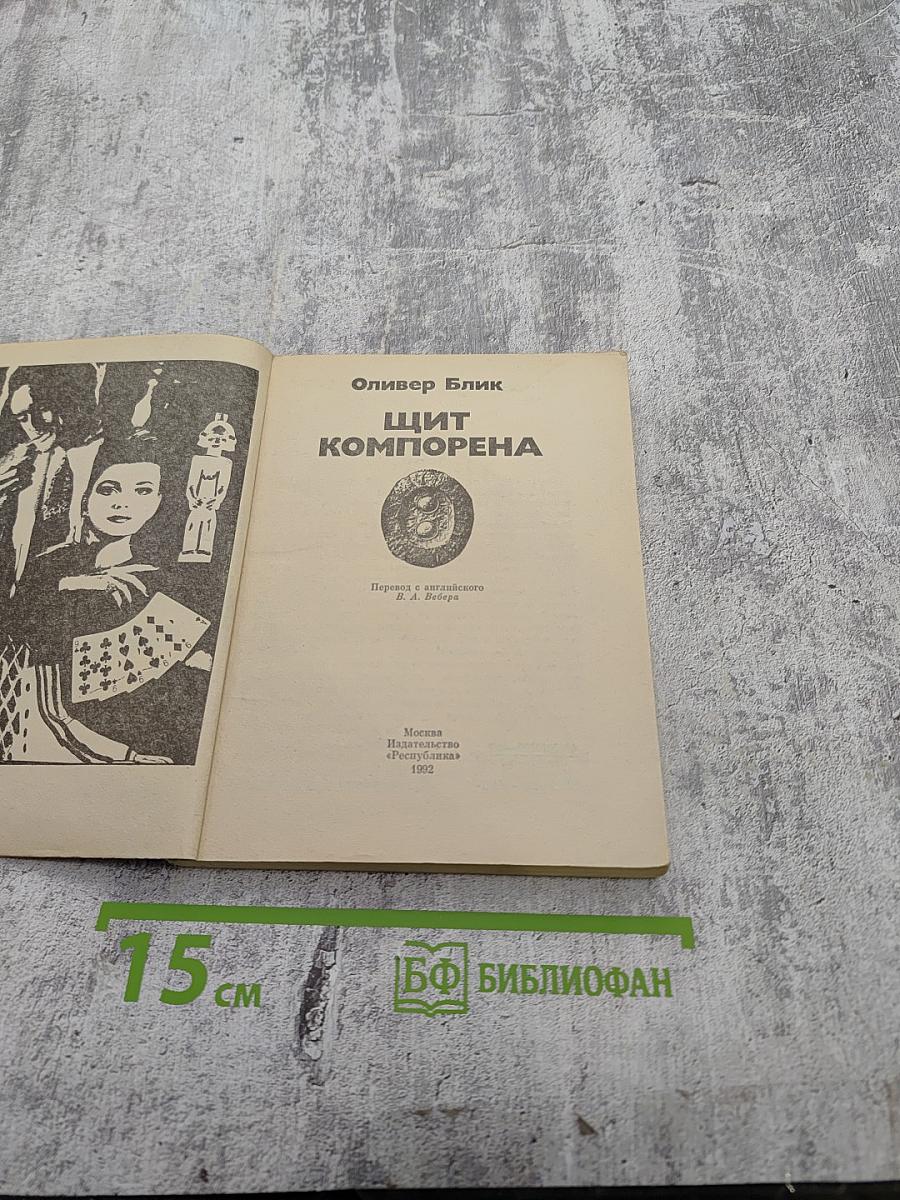 Оливер Блик
ЩИТ
КОМПОРЕНА
Перевод с английского
В. А. Вебера
Москва
Издательство
«Республика»
1992
15 см
БФ БИБЛИОФАН